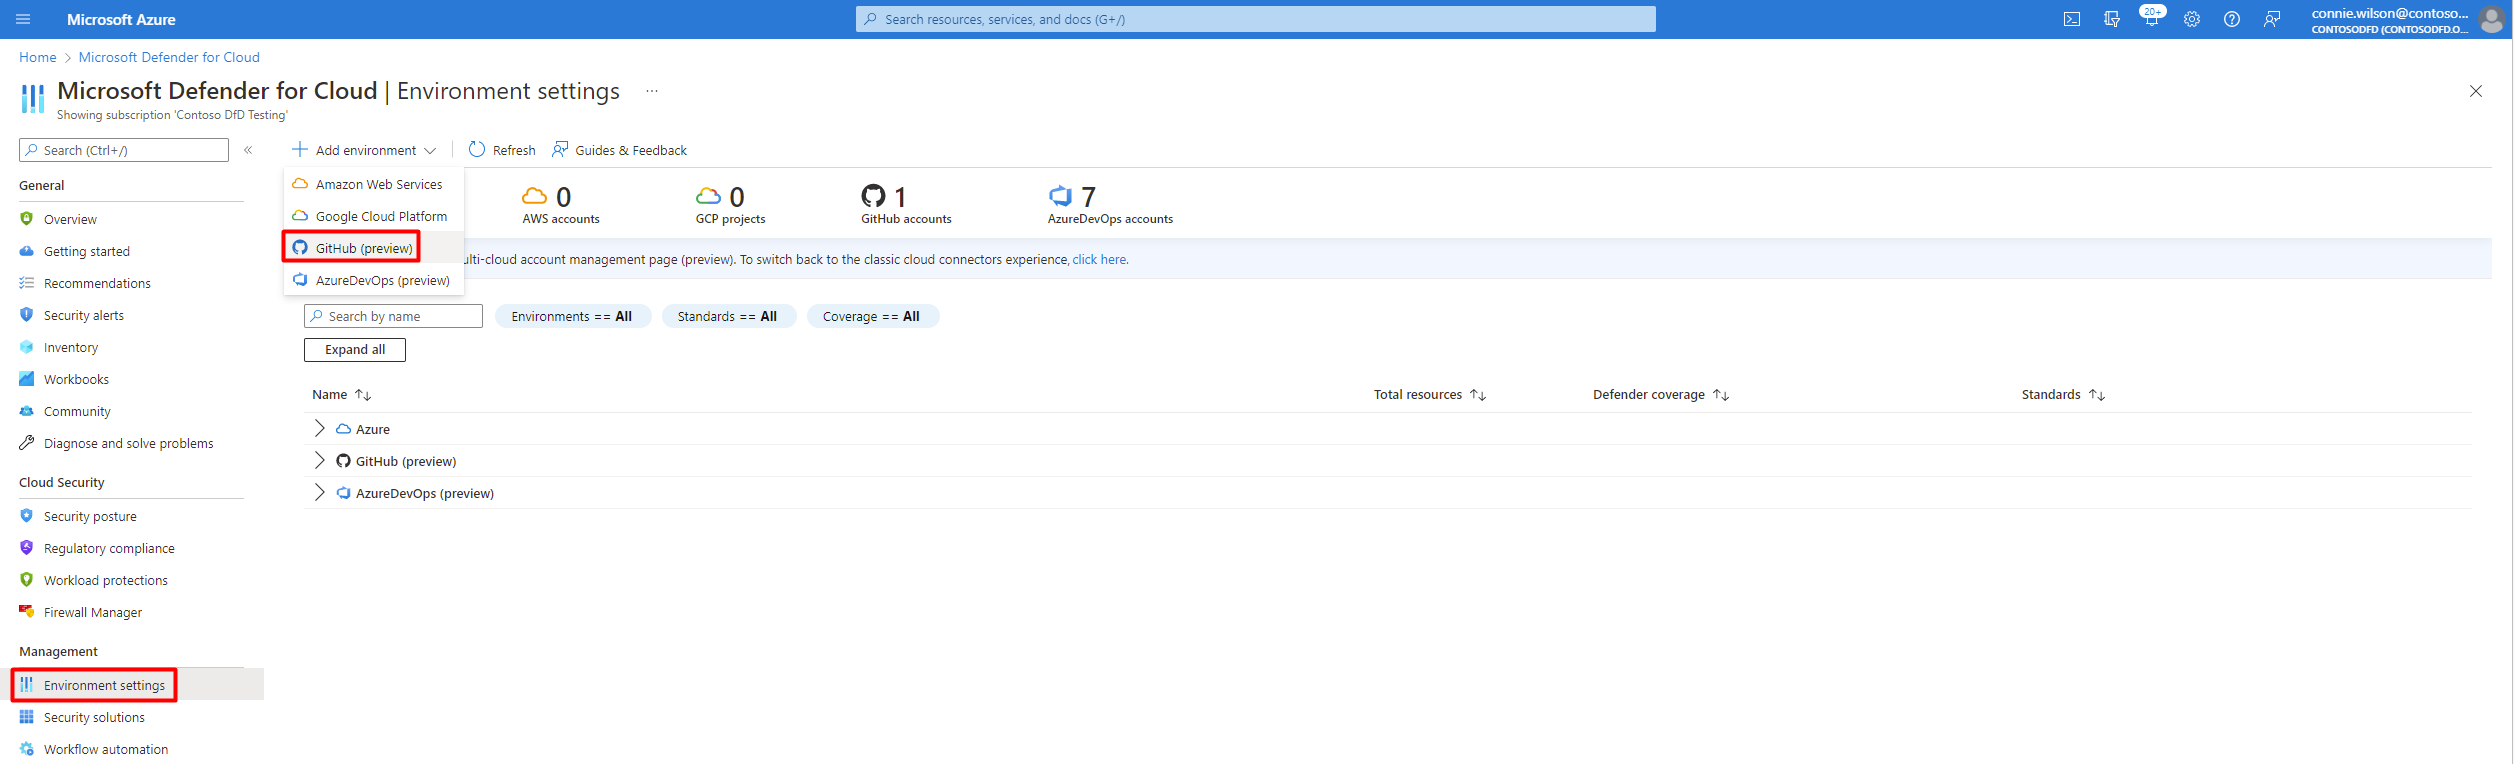 Microsoft Azure
Search resources, services, and docs (G+/)
20+
connie.wilson@contoso...
CONTOSODFD (CONTOSODFD.O...
Home > Microsoft Defender for Cloud
Microsoft Defender for Cloud | Environment settings ...
Showing subscription 'Contoso DfD Testing'
Search (Ctrl+/)
«
General
Overview
Getting started
Recommendations
Security alerts
Inventory
Workbooks
Community
Diagnose and solve problems
Cloud Security
Security posture
Regulatory compliance
Workload protections
Firewall Manager
Management
Environment settings
Security solutions
Workflow automation
Add environment
Refresh
Guides & Feedback
Amazon Web Services
Google Cloud Platform
GitHub (preview)
AzureDevOps (preview)
0
AWS accounts
0
GCP projects
1
GitHub accounts
7
AzureDevOps accounts
account management page (preview). To switch back to the classic cloud connectors experience, click here.
Search by name
Environments == All
Standards == All
Coverage == All
Expand all
Name ↑↓ Total resources ↑↓ Defender coverage ↑↓ Standards ↑↓
Azure
GitHub (preview)
AzureDevOps (preview)